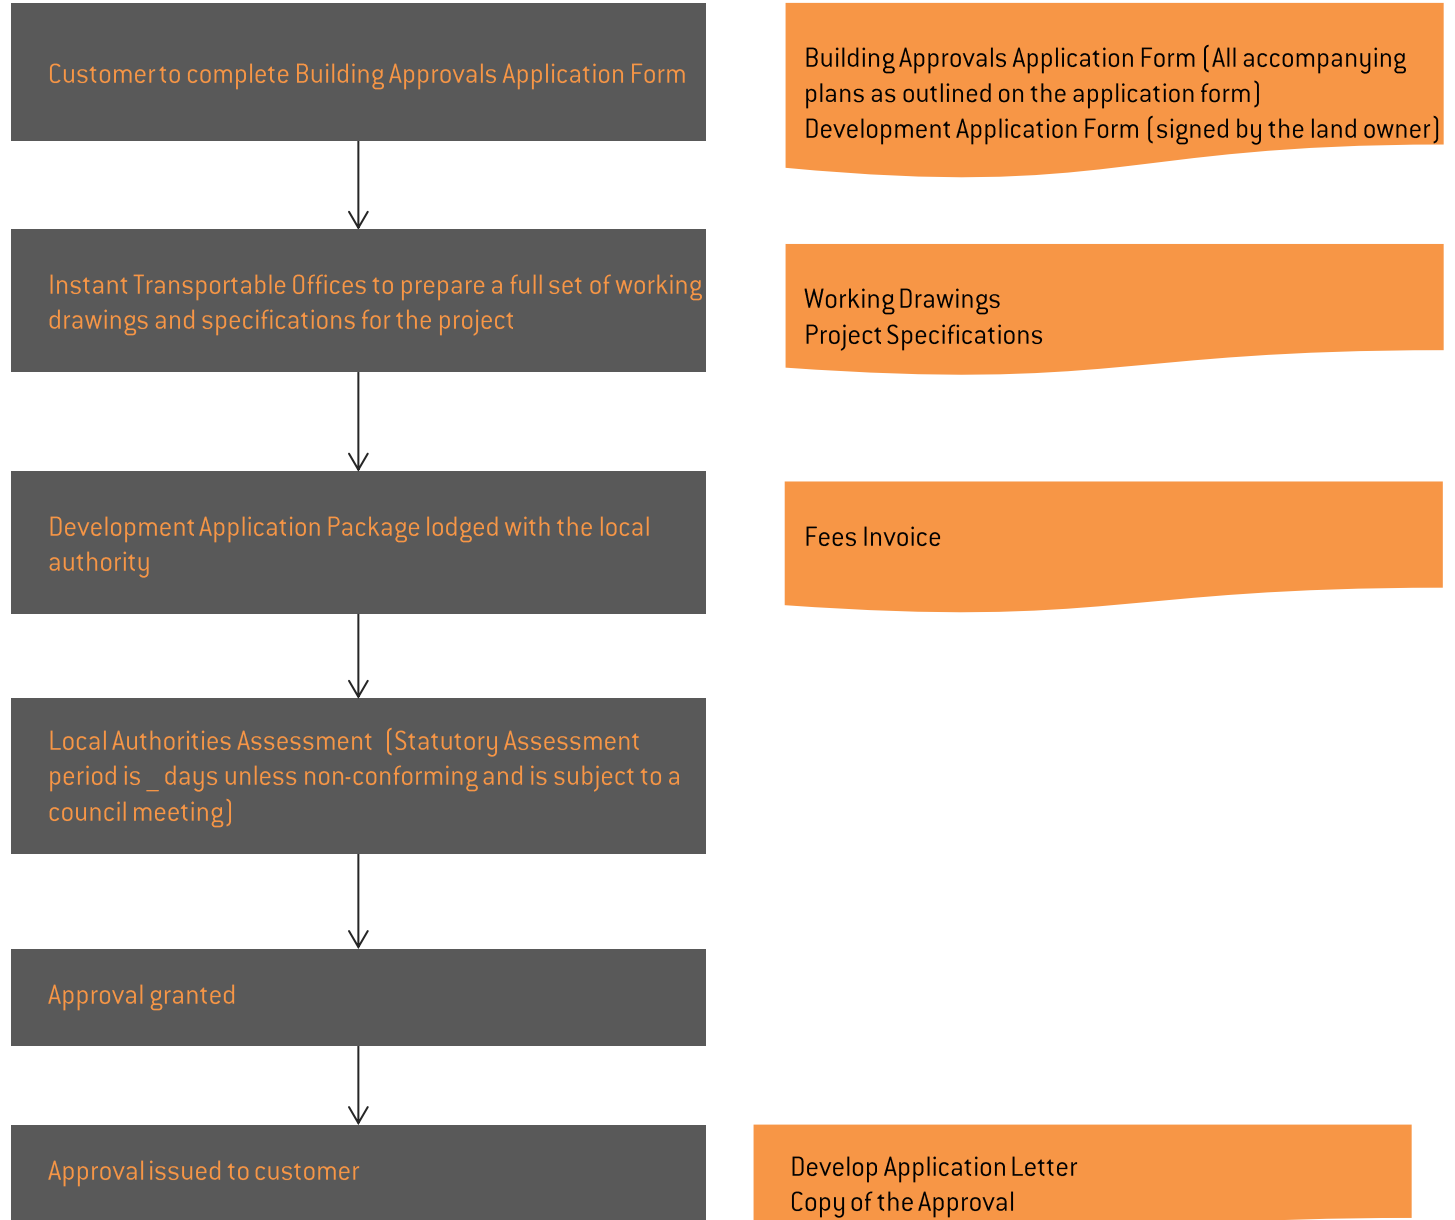 Customer to complete Building Approvals Application Form
Building Approvals Application Form (All accompanying
plans as outlined on the application form)
Development Application Form (signed by the land owner)
Instant Transportable Offices to prepare a full set of working
drawings and specifications for the project
Working Drawings
Project Specifications
Development Application Package lodged with the local
authority
Fees Invoice
Local Authorities Assessment (Statutory Assessment
period is _ days unless non-conforming and is subject to a
council meeting)
Approval granted
Approval issued to customer
Develop Application Letter
Copy of the Approval